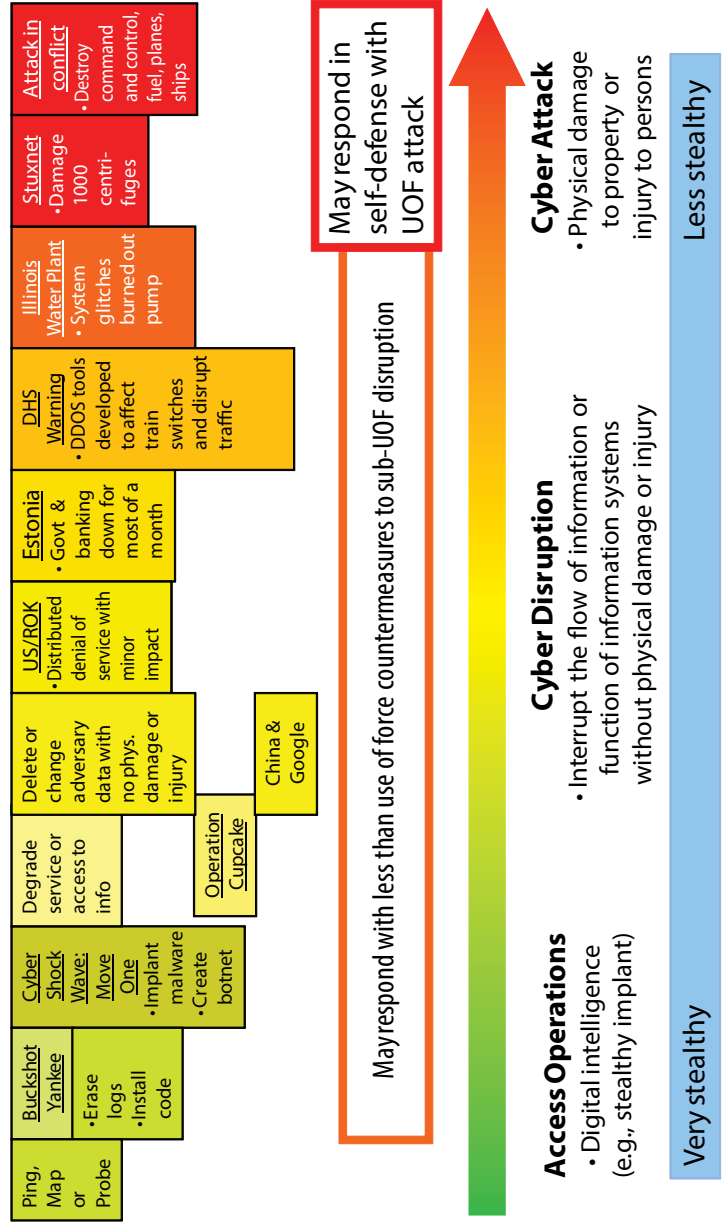 Ping,
Map
or
Probe
Buckshot
Yankee
• Erase
logs
• Install
code
Cyber
Shock
Wave:
Move
One
• Implant
malware
• Create
botnet
Degrade
service or
access to
info
Operation
Cupcake
Delete or
change
adversary
data with
no phys.
damage or
injury
China &
Google
US/ROK
• Distributed
denial of
service with
minor
impact
Estonia
• Govt &
banking
down for
most of a
month
DHS
Warning
• DDOS tools
developed
to affect
train
switches
and disrupt
traffic
Illinois
Water Plant
• System
glitches
burned out
pump
Stuxnet
• Damage
1000
centri-
fuges
Attack in
conflict
• Destroy
command
and control,
fuel, planes,
ships
May respond with less than use of force countermeasures to sub-UOF disruption
May respond in
self-defense with
UOF attack
Access Operations
• Digital intelligence
(e.g., stealthy implant)
Cyber Disruption
• Interrupt the flow of information or
function of information systems
without physical damage or injury
Cyber Attack
• Physical damage
to property or
injury to persons
Very stealthy
Less stealthy